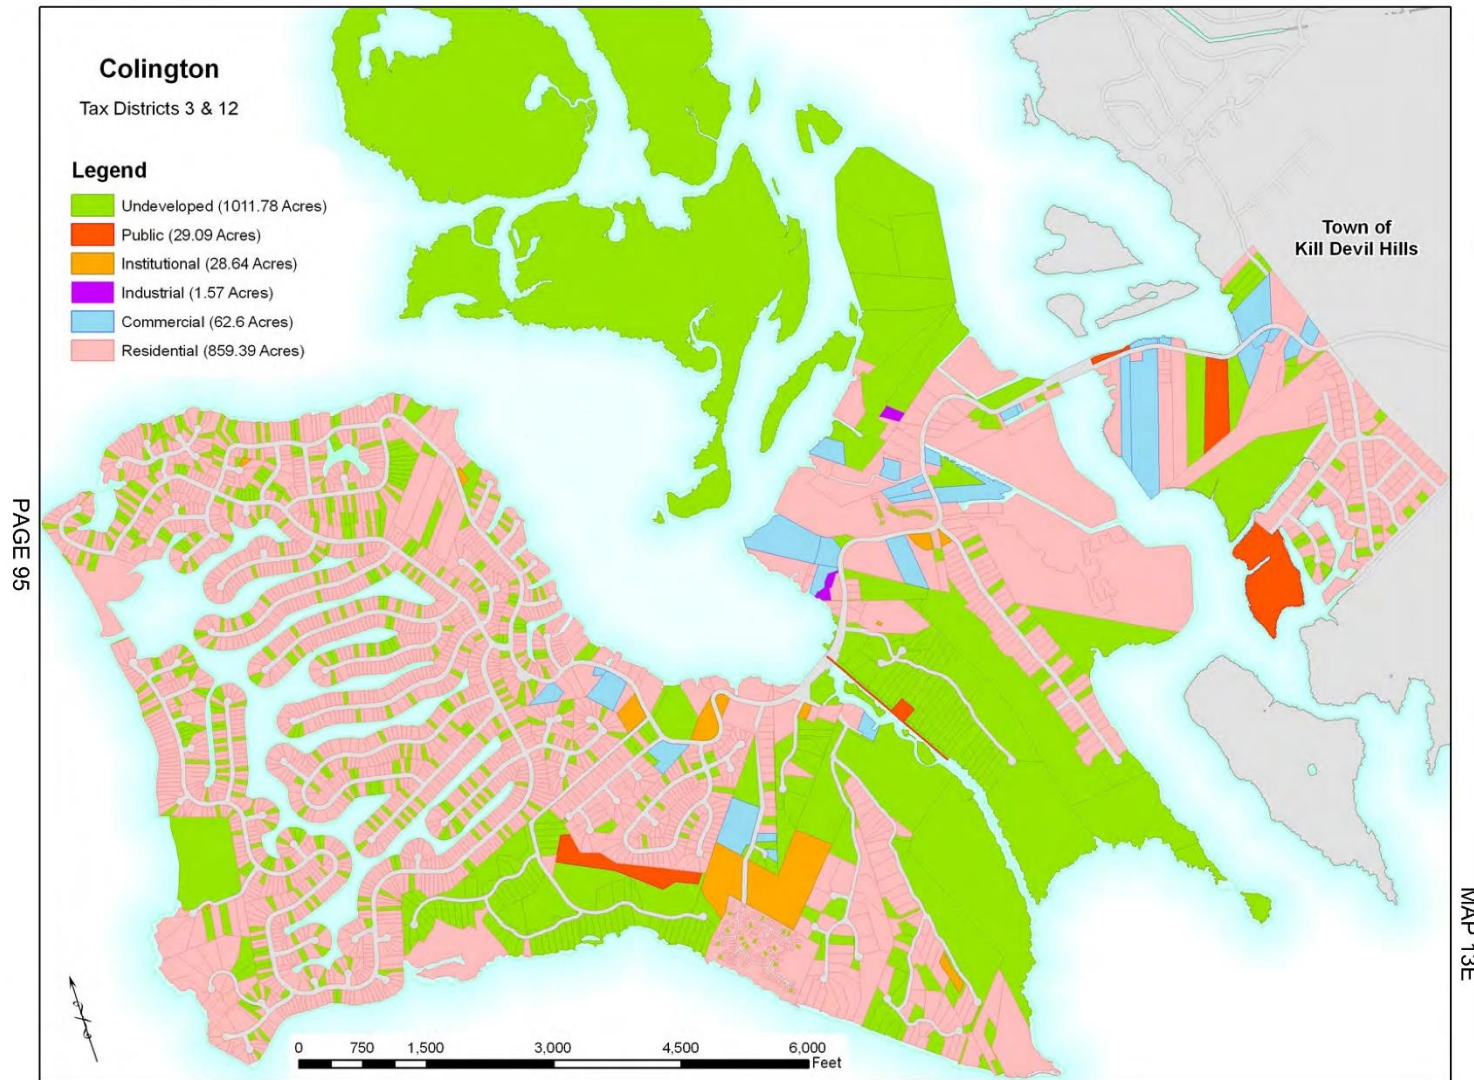 Colington
Tax Districts 3 & 12
Legend
Undeveloped (1011.78 Acres)
Public (29.09 Acres)
Institutional (28.64 Acres)
Industrial (1.57 Acres)
Commercial (62.6 Acres)
Residential (859.39 Acres)
Town of
Kill Devil Hills
PAGE 95
MAP 13E
0 750 1,500 3,000 4,500 6,000
Feet